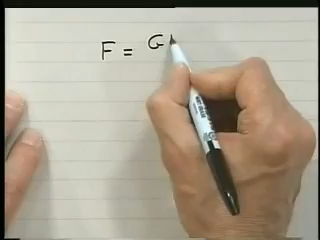 F = G